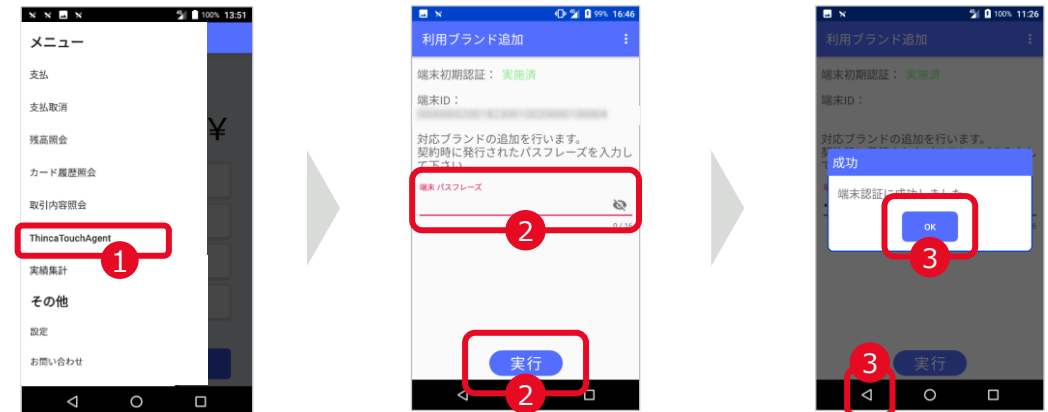 100% 13:51
メニュー
支払
支払取消
残高照会
カード履歴照会
取引内容照会
ThincaTouchAgent
1
実績集計
その他
設定
お問い合わせ
¥
99% 16:46
利用ブランド追加
端末初期認証： 実施済
端末ID：
対応ブランドの追加を行います。
契約時に発行されたパスフレーズを入力し
て下さい
端末 パスフレーズ
2
0 / 16
実行
2
100% 11:26
利用ブランド追加
端末初期認証： 実施済
端末ID：
対応ブランドの追加を行います。
成功
端末認証に成功しました
OK
3
3
実行